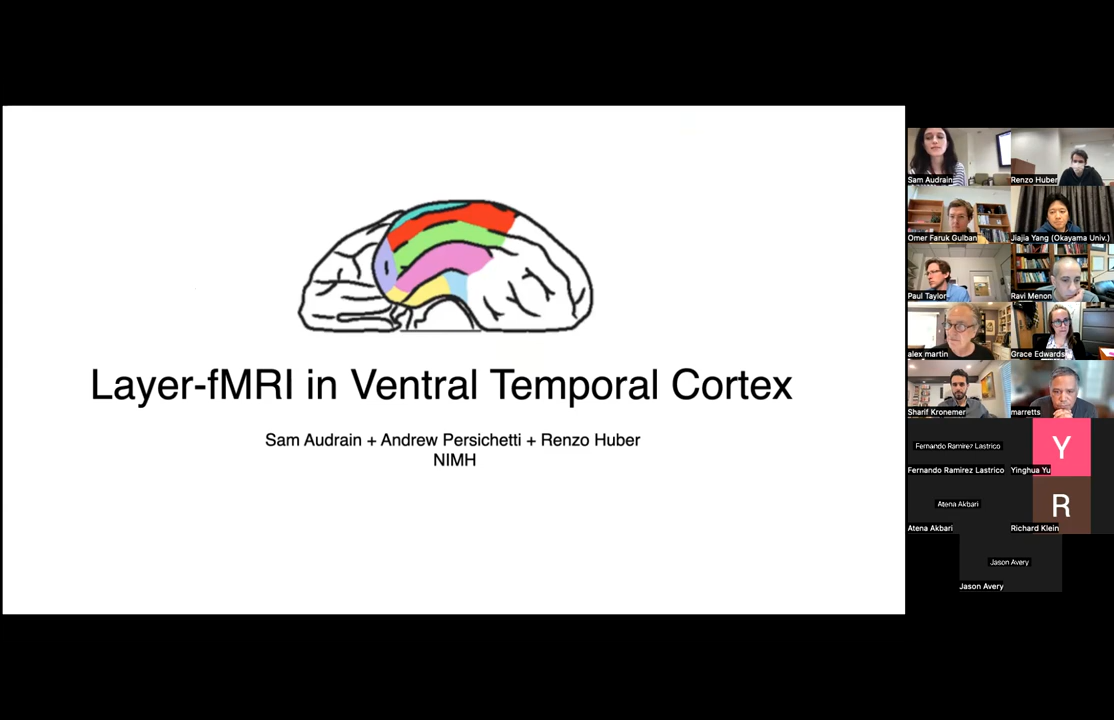 Layer-fMRI in Ventral Temporal Cortex
Sam Audrain + Andrew Persichetti + Renzo Huber
NIMH
Sam Audrain
Renzo Huber
Omer Faruk Gulban
Jiajia Yang (Okayama Univ.)
Paul Taylor
Ravi Menon
alex martin
Grace Edwards
Sharif Kronemer
marretts
Fernando Ramirez Lastrico
Fernando Ramirez Lastrico
Y
Yinghua Yu
Atena Akbari
Atena Akbari
R
Richard Klein
Jason Avery
Jason Avery